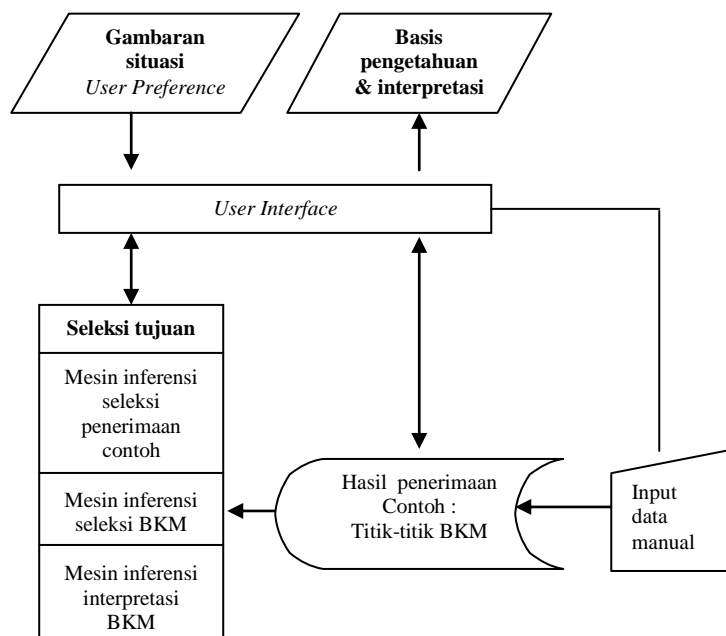 Gambaran
situasi
User Preference
Basis
pengetahuan
& interpretasi
User Interface
Seleksi tujuan
Mesin inferensi
seleksi
penerimaan
contoh
Mesin inferensi
seleksi BKM
Mesin inferensi
interpretasi
BKM
Hasil penerimaan
Contoh :
Titik-titik BKM
Input
data
manual